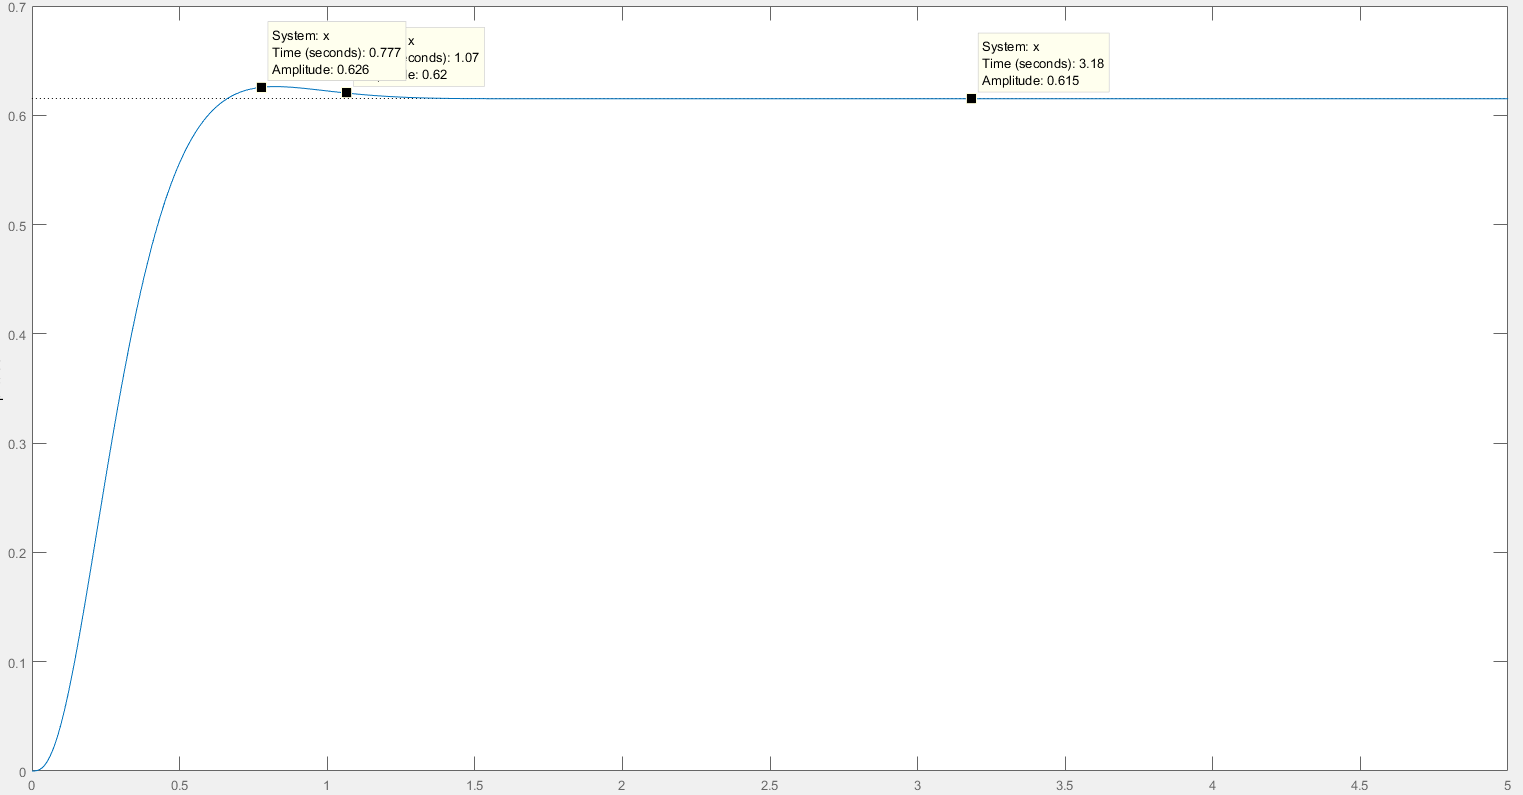 System: x
Time (seconds): 0.777
Amplitude: 0.626
x
econds): 1.07
e: 0.62
System: x
Time (seconds): 3.18
Amplitude: 0.615
0.7
0.6
0.5
0.4
0.3
0.2
0.1
0
0 0.5 1 1.5 2 2.5 3 3.5 4 4.5 5